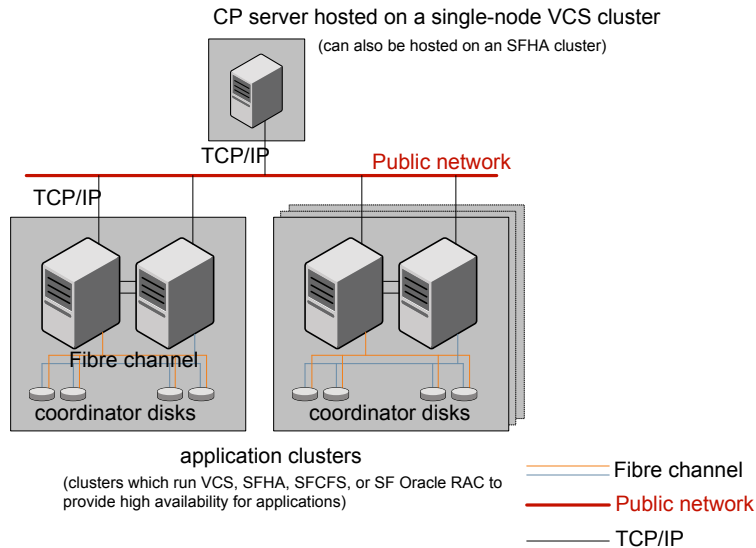 CP server hosted on a single-node VCS cluster
(can also be hosted on an SFHA cluster)
TCP/IP
Public network
TCP/IP
Fibre channel
coordinator disks
coordinator disks
application clusters
(clusters which run VCS, SFHA, SFCFS, or SF Oracle RAC to
provide high availability for applications)
Fibre channel
Public network
TCP/IP